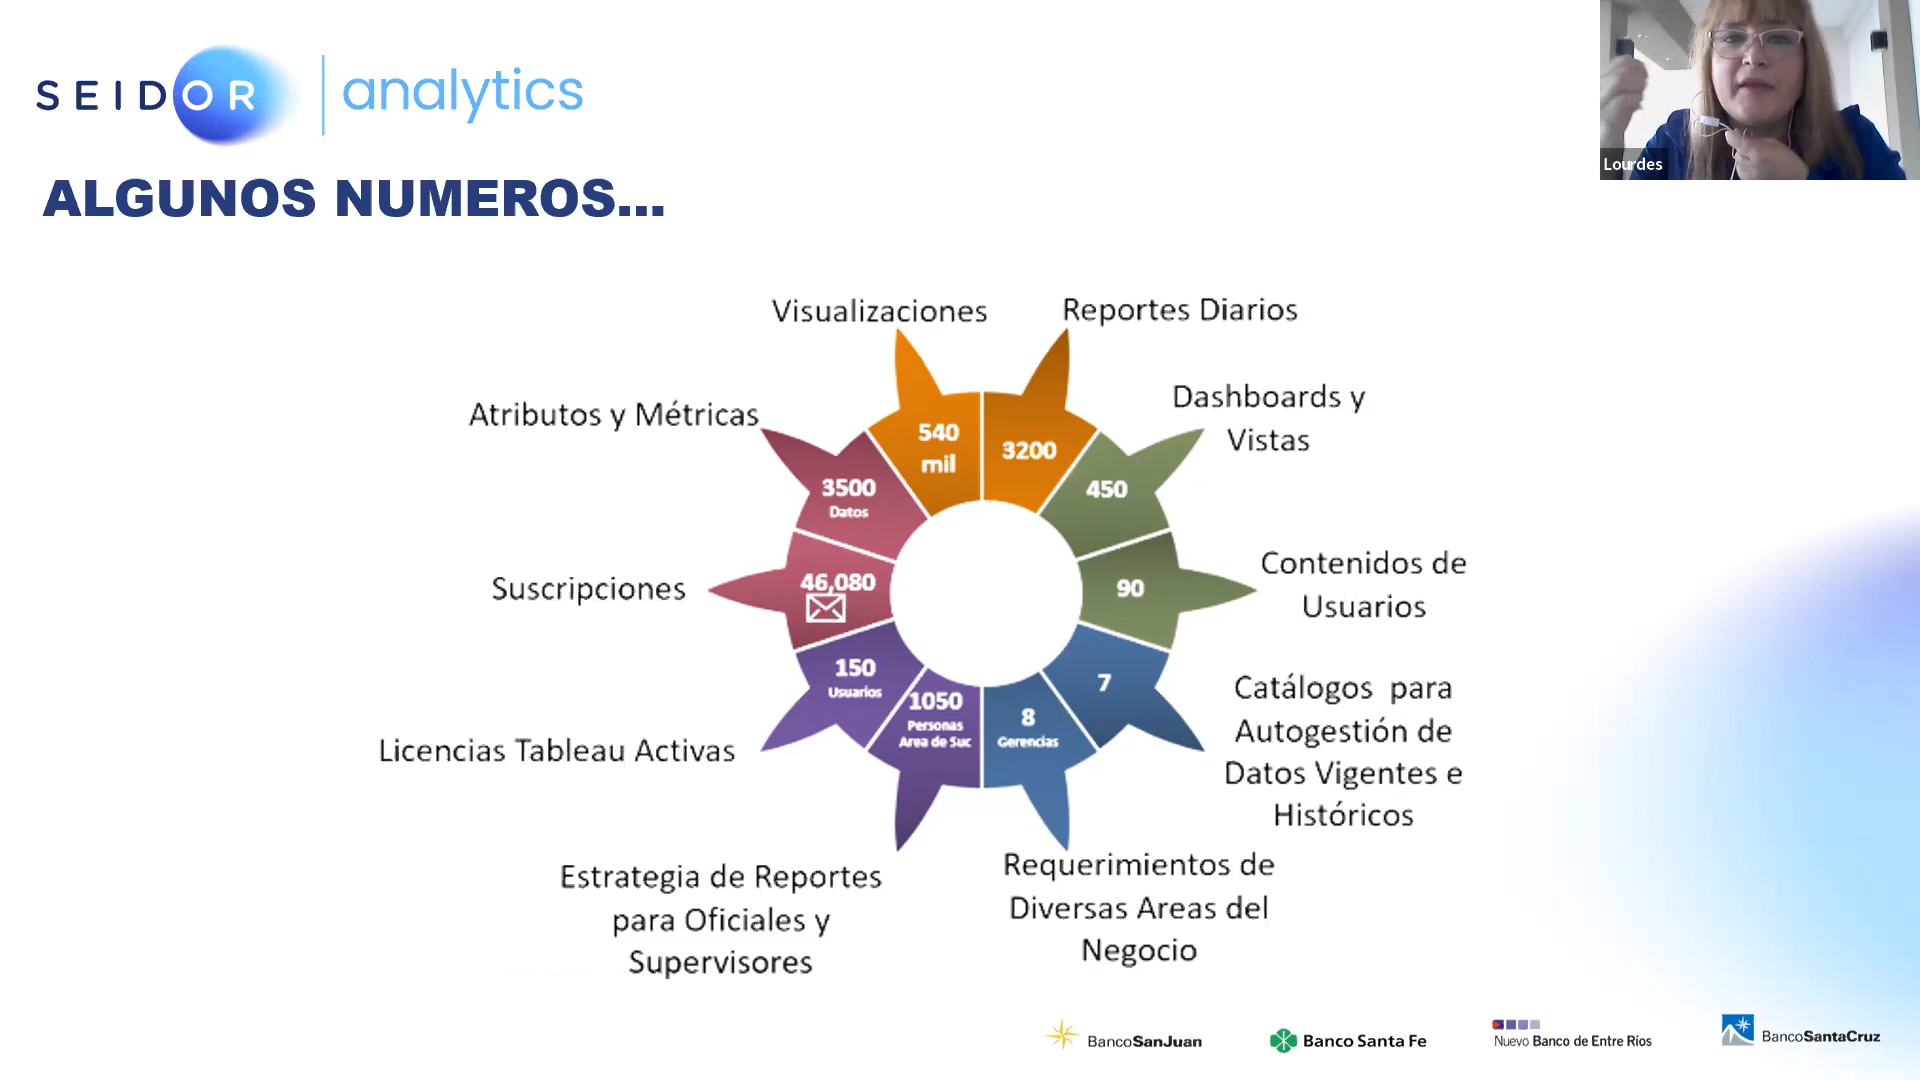 SEIDOR | analytics
Lourdes
ALGUNOS NUMEROS...
Visualizaciones
Reportes Diarios
Dashboards y
Vistas
Atributos y Métricas
540
mil
3200
3500
Datos
450
Suscripciones
46,080
90
Contenidos de
Usuarios
150
Usuarios
1050
Personas
Area de Suc
8
Gerencias
7
Catálogos para
Autogestión de
Datos Vigentes e
Históricos
Licencias Tableau Activas
Estrategia de Reportes
para Oficiales y
Supervisores
Requerimientos de
Diversas Areas del
Negocio
BancoSanJuan
Banco Santa Fe
Nuevo Banco de Entre Ríos
BancoSantaCruz